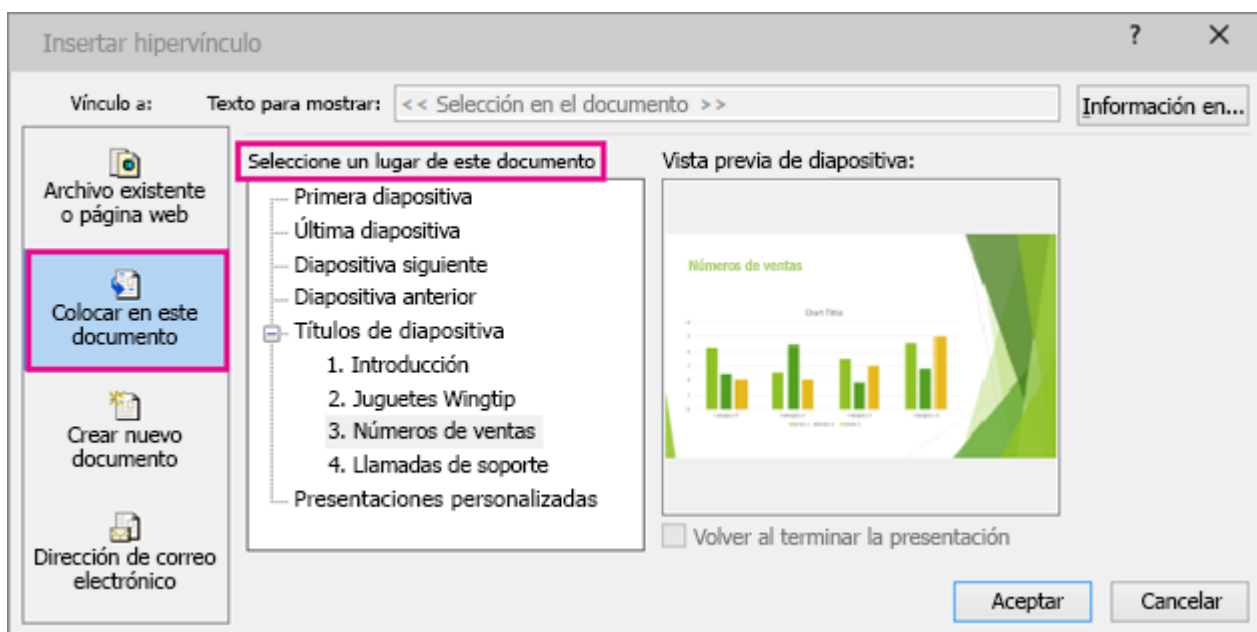 Insertar hipervínculo
?
Vínculo a:
Texto para mostrar:
<< Selección en el documento >>
Información en...
Archivo existente
o página web
Colocar en este
documento
Crear nuevo
documento
Dirección de correo
electrónico
Seleccione un lugar de este documento
Primera diapositiva
Última diapositiva
Diapositiva siguiente
Diapositiva anterior
Títulos de diapositiva
1. Introducción
2. Juguetes Wingtip
3. Números de ventas
4. Llamadas de soporte
Presentaciones personalizadas
Vista previa de diapositiva:
Números de ventas
Chart Title
Volver al terminar la presentación
Aceptar
Cancelar